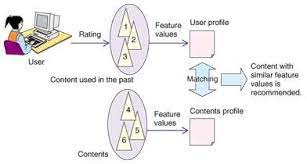 Rating
Feature
values
User profile
1
2
3
User
Content used in the past
Matching
Content with
similar feature
values is
recommended.
Feature
values
Contents profile
4
5
6
Contents